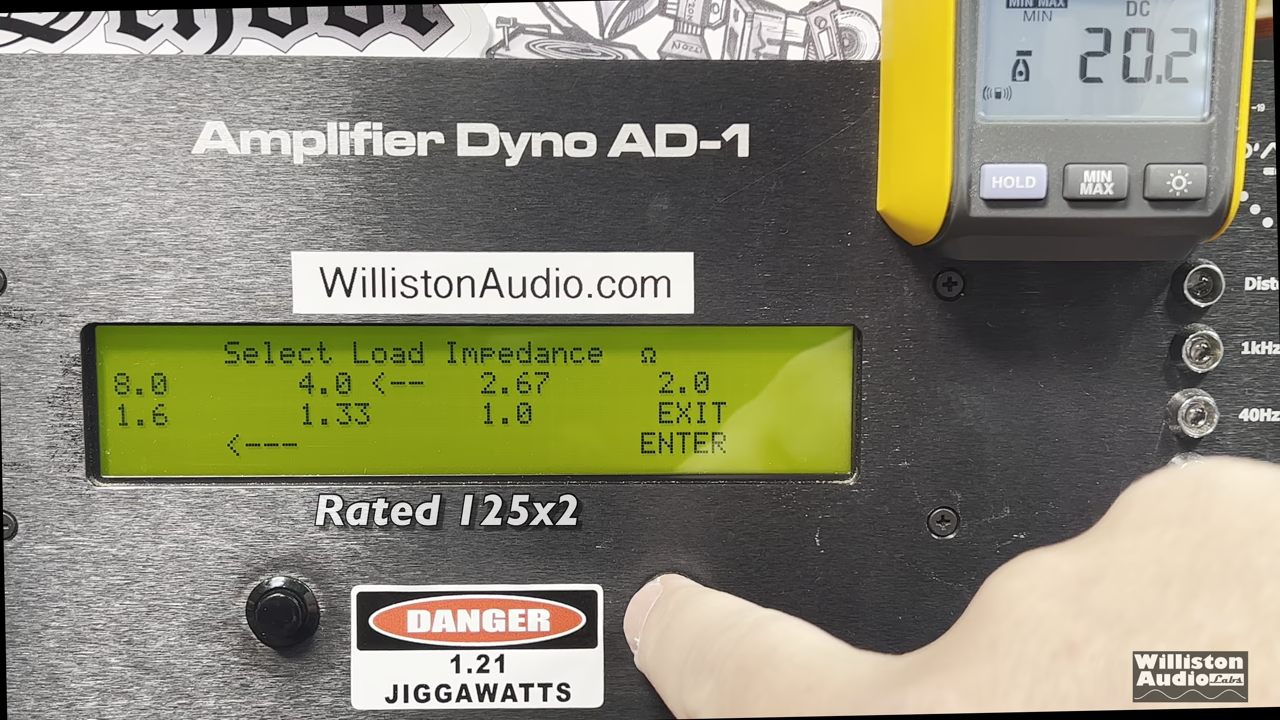 School
MIN MAX
MIN
DC
20.2
HOLD
MIN
MAX
Amplifier Dyno AD-1
WillistonAudio.com
Select Load Impedance Ω
8.0 4.0 <-- 2.67 2.0
1.6 1.33 1.0 EXIT
<--- ENTER
Rated 125x2
DANGER
1.21
JIGGAWATTS
1kHz
40Hz
Williston
Audio Labs